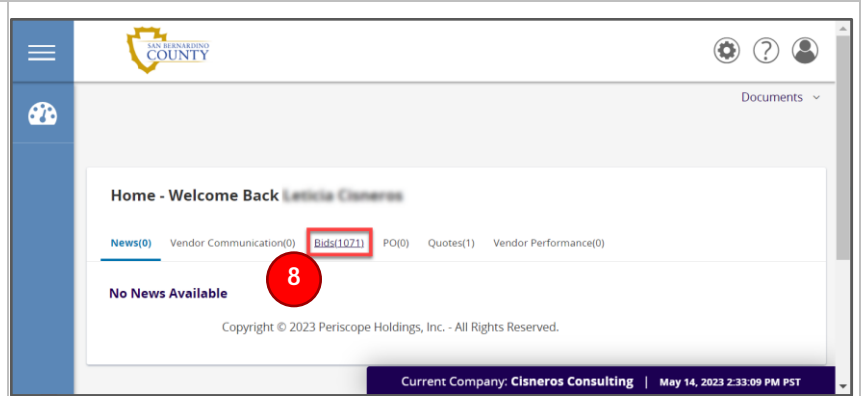 SAN BERNARDINO
COUNTY
?
Documents
Home - Welcome Back
News(0) Vendor Communication(0) Bids(1071) PO(0) Quotes(1) Vendor Performance(0)
8
No News Available
Copyright © 2023 Periscope Holdings, Inc. - All Rights Reserved.
Current Company: Cisneros Consulting | May 14, 2023 2:33:09 PM PST